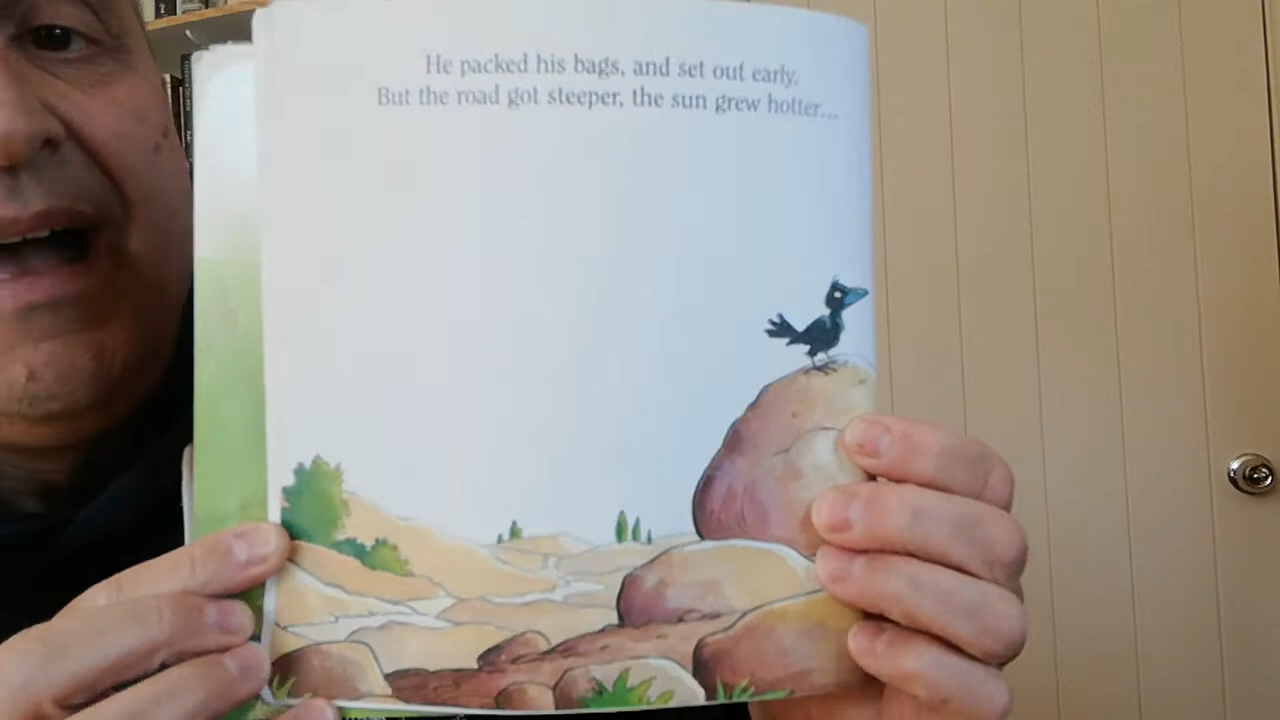 He packed his bags, and set out early.
But the road got steeper, the sun grew hotter...